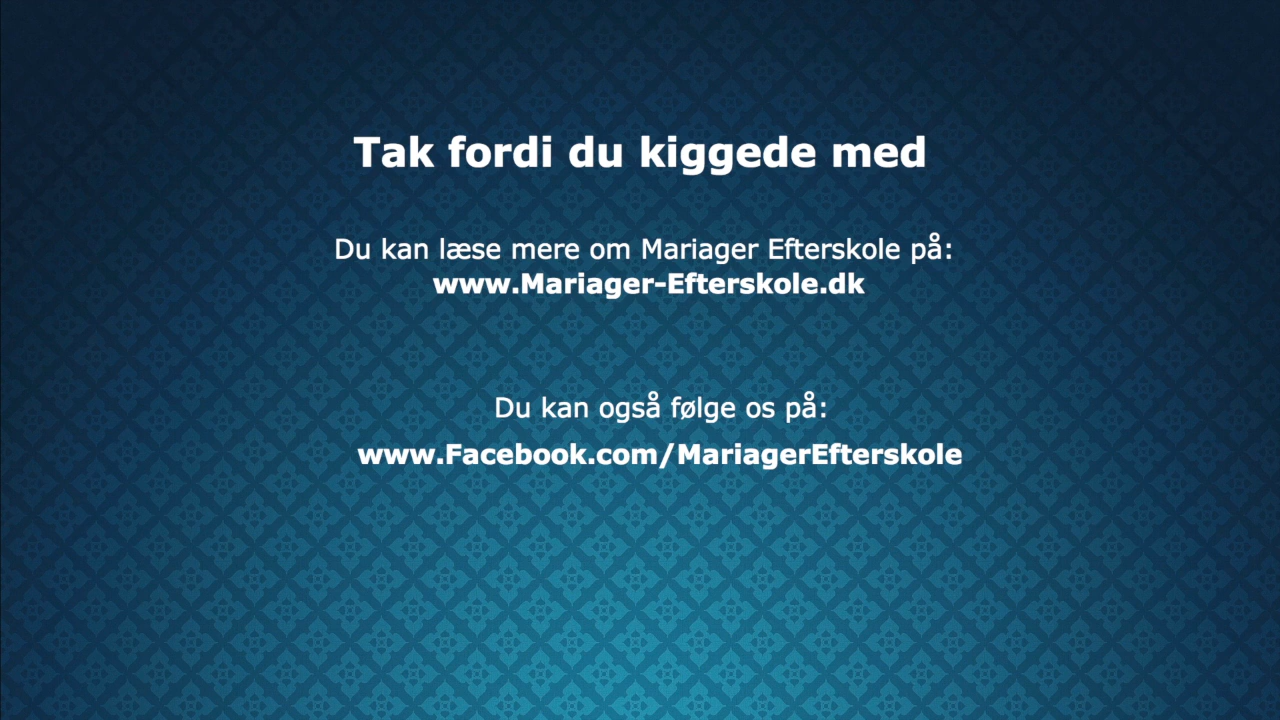 Tak fordi du kiggede med
Du kan læse mere om Mariager Efterskole på:
www.Mariager-Efterskole.dk
Du kan også følge os på:
www.Facebook.com/MariagerEfterskole